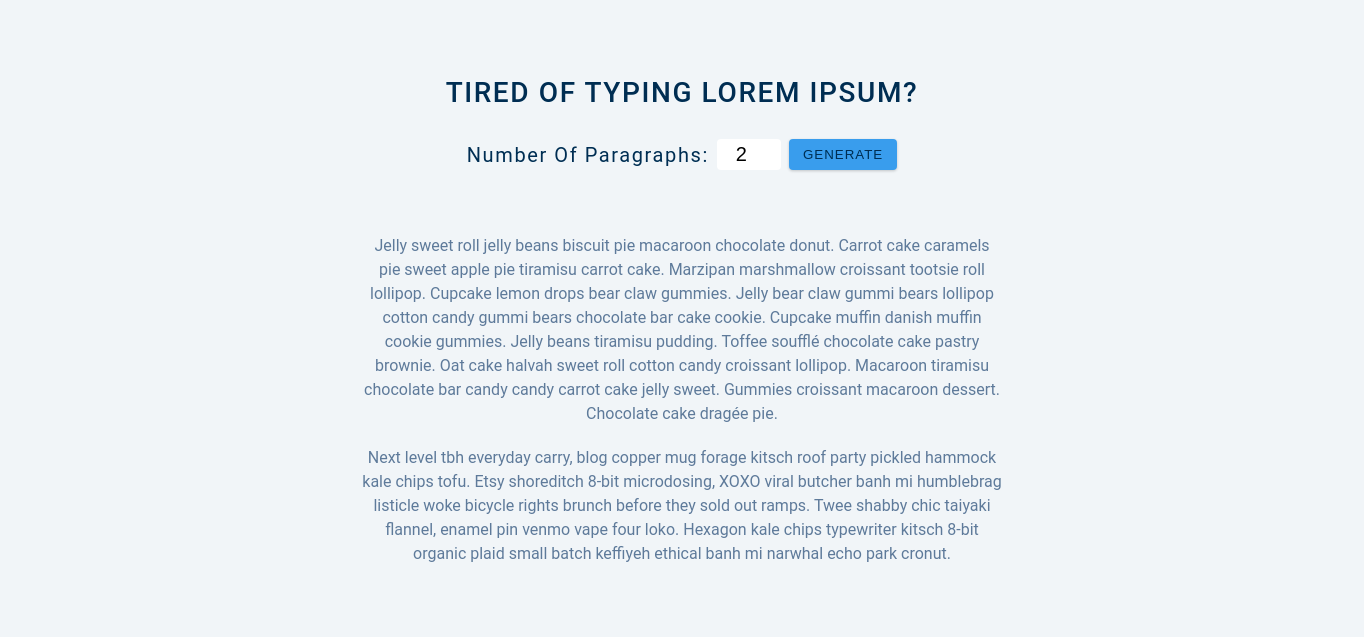 TIRED OF TYPING LOREM IPSUM?
Number Of Paragraphs: 2 GENERATE
Jelly sweet roll jelly beans biscuit pie macaroon chocolate donut. Carrot cake caramels
pie sweet apple pie tiramisu carrot cake. Marzipan marshmallow croissant tootsie roll
lollipop. Cupcake lemon drops bear claw gummies. Jelly bear claw gummi bears lollipop
cotton candy gummi bears chocolate bar cake cookie. Cupcake muffin danish muffin
cookie gummies. Jelly beans tiramisu pudding. Toffee soufflé chocolate cake pastry
brownie. Oat cake halvah sweet roll cotton candy croissant lollipop. Macaroon tiramisu
chocolate bar candy candy carrot cake jelly sweet. Gummies croissant macaroon dessert.
Chocolate cake dragée pie.
Next level tbh everyday carry, blog copper mug forage kitsch roof party pickled hammock
kale chips tofu. Etsy shoreditch 8-bit microdosing, XOXO viral butcher banh mi humblebrag
listicle woke bicycle rights brunch before they sold out ramps. Twee shabby chic taiyaki
flannel, enamel pin venmo vape four loko. Hexagon kale chips typewriter kitsch 8-bit
organic plaid small batch keffiyeh ethical banh mi narwhal echo park cronut.